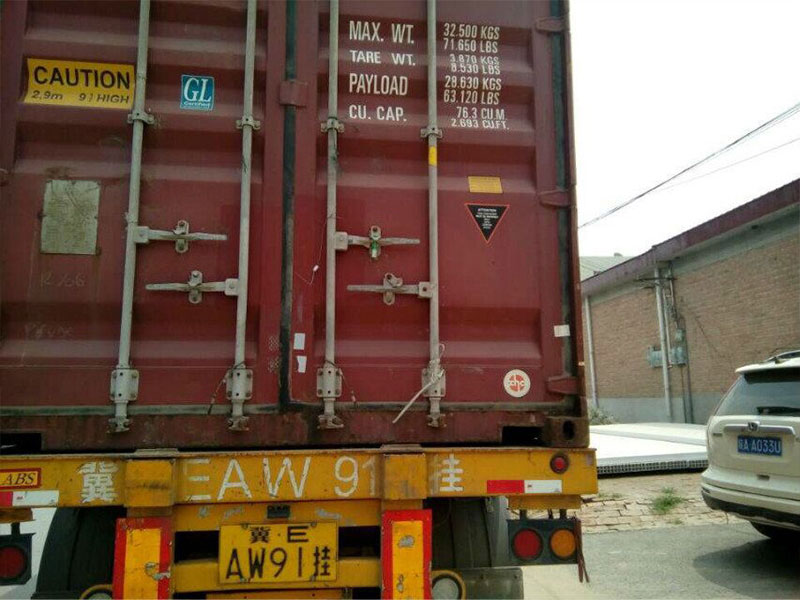 MAX. WT. 32.500 KGS
71.650 LBS
TARE WT. 3.870 KGS
8.530 LBS
PAYLOAD 28.630 KGS
63.120 LBS
CU. CAP. 76.3 CU.M.
2.693 CU.FT.
CAUTION
2.9m 9'6 HIGH
GL
Certified
ATTENTION
ABS
冀 EAW 91 挂
冀·E
AW91挂
A·A033U